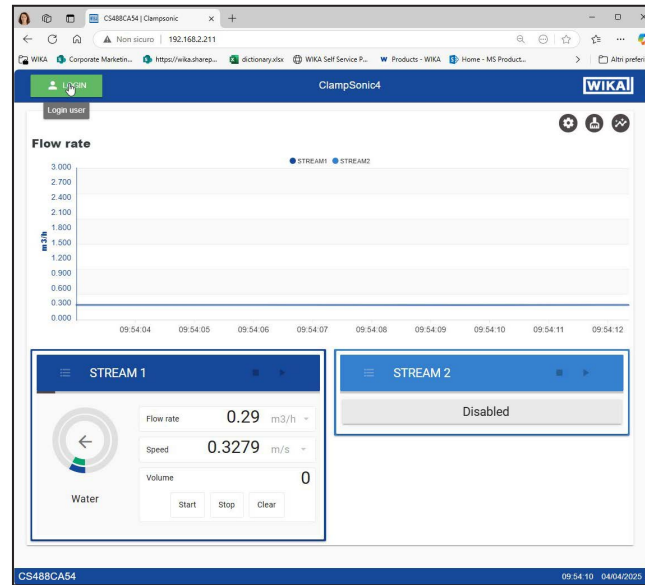 CS488CA54 | Clampsonic
Non sicuro | 192.168.2.211
WIKA Corporate Marketin... https://wika.sharep... dictionary.xlsx WIKA Self Service P... W Products - WIKA Home - MS Product... Altri preferi
LOGIN ClampSonic4 WIKA
Login user
Flow rate
STREAM1 STREAM2
m3/h
3.000
2.700
2.400
2.100
1.800
1.500
1.200
0.900
0.600
0.300
0.000
09:54:04 09:54:05 09:54:06 09:54:07 09:54:08 09:54:09 09:54:10 09:54:11 09:54:12
STREAM 1
Flow rate 0.29 m3/h
Speed 0.3279 m/s
Volume 0
Start Stop Clear
Water
STREAM 2
Disabled
CS488CA54 09:54:10 04/04/2025